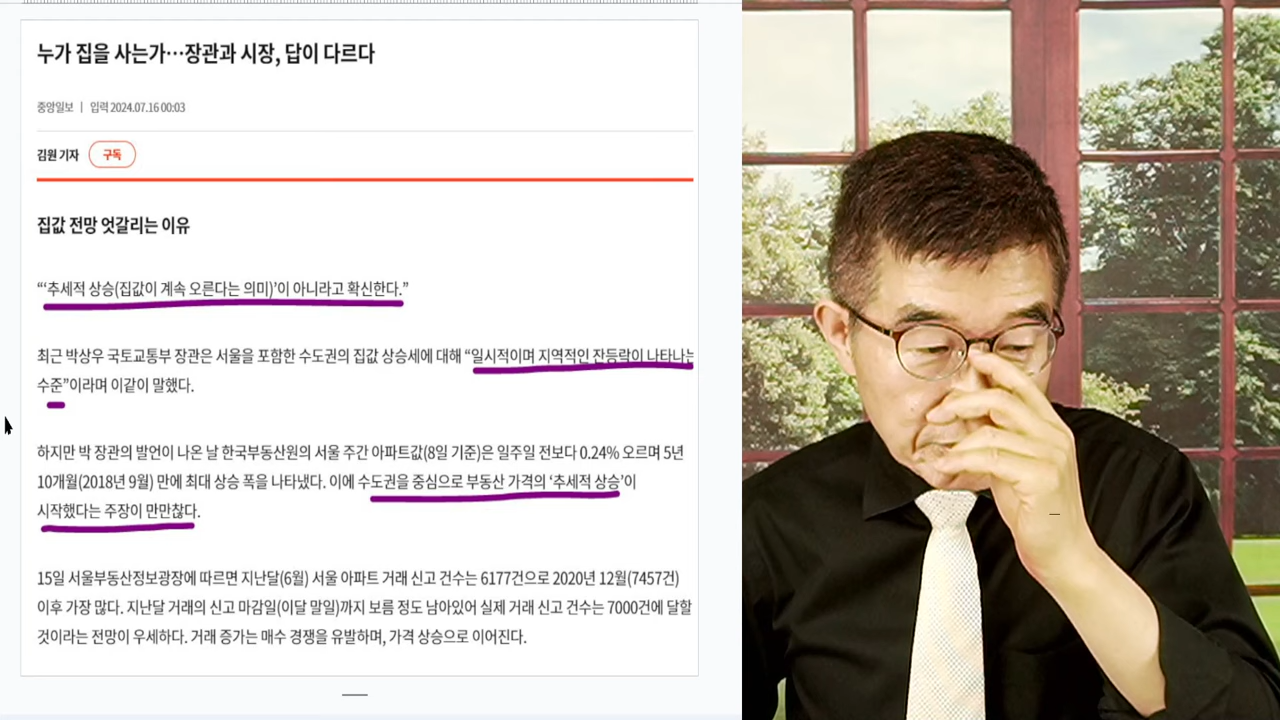 누가 집을 사는가…장관과 시장, 답이 다르다
중앙일보 | 입력 2024.07.16 00:03
김원 기자 구독
집값 전망 엇갈리는 이유
“‘추세적 상승(집값이 계속 오른다는 의미)’이 아니라고 확신한다.”
최근 박상우 국토교통부 장관은 서울을 포함한 수도권의 집값 상승세에 대해 “일시적이며 지역적인 잔등락이 나타나는
수준”이라며 이같이 말했다.
하지만 박 장관의 발언이 나온 날 한국부동산원의 서울 주간 아파트값(8일 기준)은 일주일 전보다 0.24% 오르며 5년
10개월(2018년 9월) 만에 최대 상승 폭을 나타냈다. 이에 수도권을 중심으로 부동산 가격의 ‘추세적 상승’이
시작했다는 주장이 만만찮다.
15일 서울부동산정보광장에 따르면 지난달(6월) 서울 아파트 거래 신고 건수는 6177건으로 2020년 12월(7457건)
이후 가장 많다. 지난달 거래의 신고 마감일(이달 말일)까지 보름 정도 남아있어 실제 거래 신고 건수는 7000건에 달할
것이라는 전망이 우세하다. 거래 증가는 매수 경쟁을 유발하며, 가격 상승으로 이어진다.